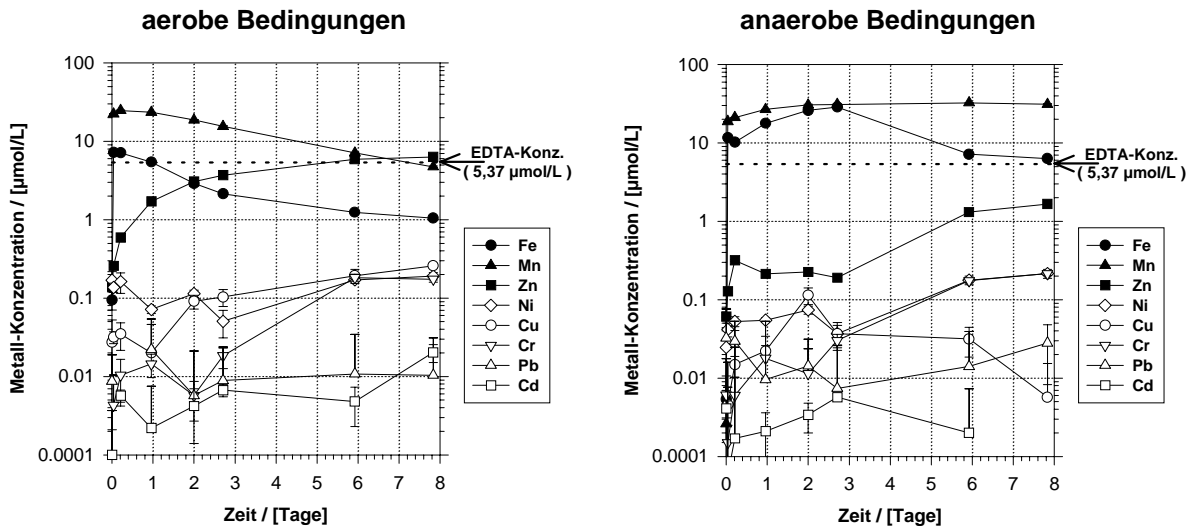 aerobe Bedingungen
100
10
1
0.1
0.01
0.0001
Metall-Konzentration / [µmol/L]
0 1 2 3 4 5 6 7 8
Zeit / [Tage]
EDTA-Konz.
( 5,37 µmol/L )
Fe
Mn
Zn
Ni
Cu
Cr
Pb
Cd
anaerobe Bedingungen
100
10
1
0.1
0.01
0.0001
Metall-Konzentration / [µmol/L]
0 1 2 3 4 5 6 7 8
Zeit / [Tage]
EDTA-Konz.
( 5,37 µmol/L )
Fe
Mn
Zn
Ni
Cu
Cr
Pb
Cd